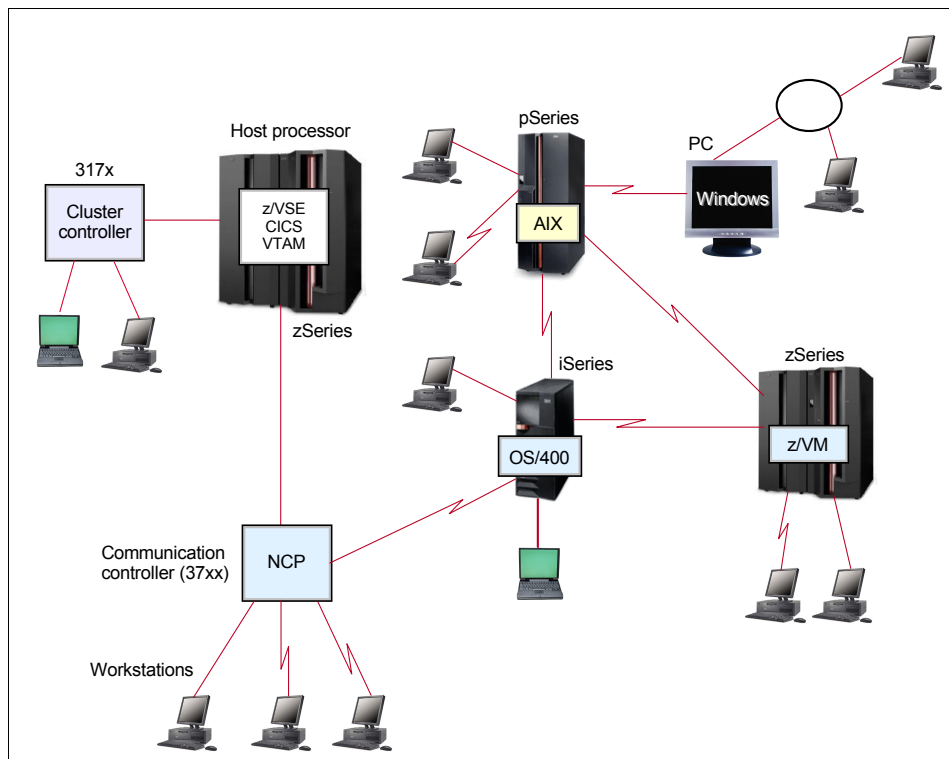 pSeries
Host processor
PC
317x
Cluster
controller
z/VSE
CICS
VTAM
Windows
AIX
zSeries
iSeries
zSeries
OS/400
z/VM
Communication
controller (37xx)
NCP
Workstations